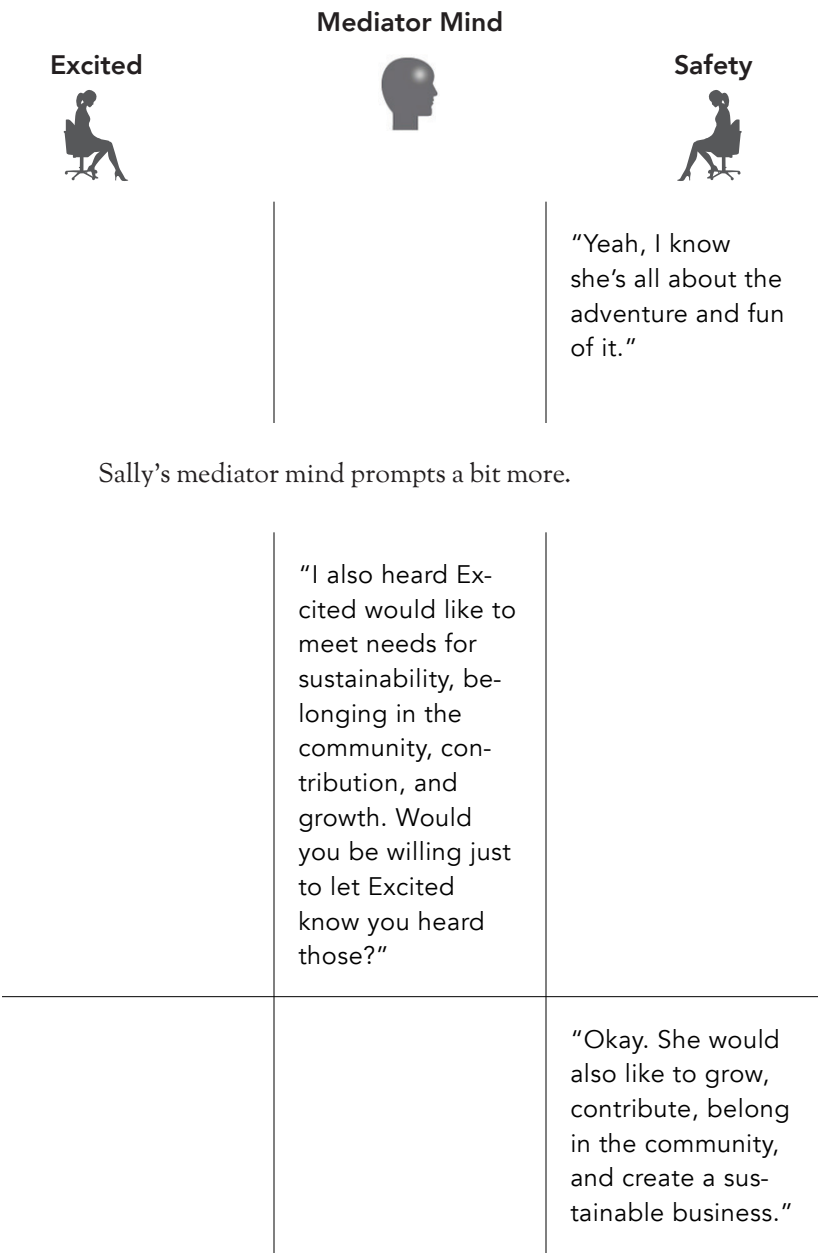 Mediator Mind
Excited
Safety
“Yeah, I know
she’s all about the
adventure and fun
of it.”
Sally’s mediator mind prompts a bit more.
“I also heard Ex-
cited would like to
meet needs for
sustainability, be-
longing in the
community, con-
tribution, and
growth. Would
you be willing just
to let Excited
know you heard
those?”
“Okay. She would
also like to grow,
contribute, belong
in the community,
and create a sus-
tainable business.”